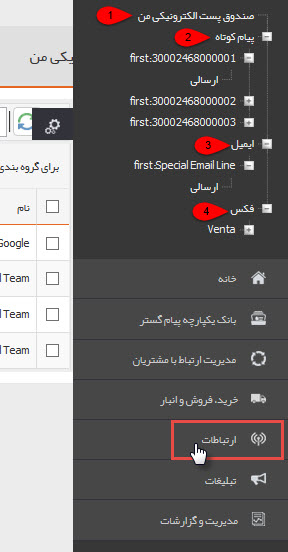 1 صندوق پست الکترونیکی من
2 پیام کوتاه
first:30002468000001
ارسالی
first:30002468000002
first:30002468000003
3 ایمیل
first:Special Email Line
ارسالی
4 فکس
Venta
خانه
بانک یکپارچه پیام گستر
مدیریت ارتباط با مشتریان
خرید، فروش و انبار
ارتباطات
تبلیغات
مدیریت و گزارشات
یکی من
برای گروه بندی
نام
Google
Team
Team
Team